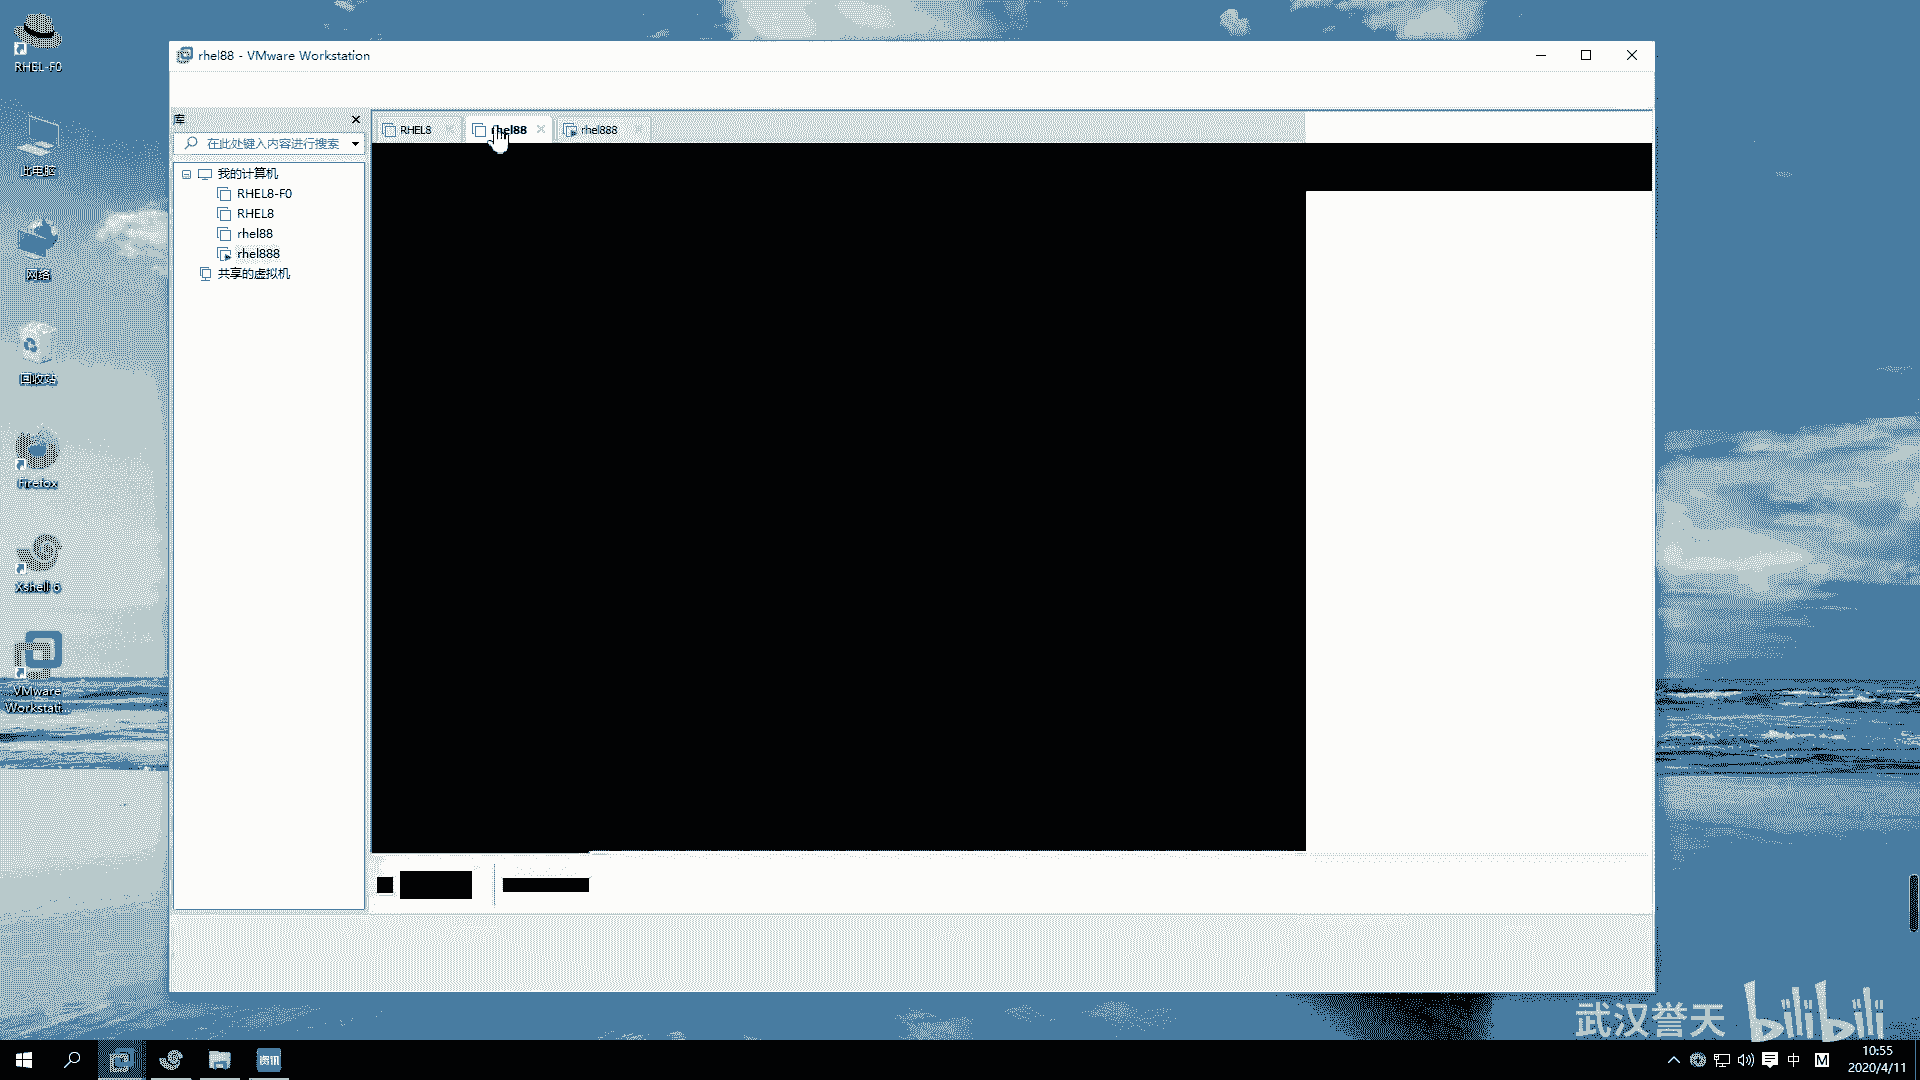 RHEL-F0
此电脑
网络
回收站
Firefox
Xshell 6
VMware
Workstati...
rhel88 - VMware Workstation
库
在此处键入内容进行搜索
我的计算机
RHEL8-F0
RHEL8
rhel88
rhel888
共享的虚拟机
RHEL8
rhel88
rhel888
武汉誉天 bilibili
资讯
中
M
10:55
2020/4/11